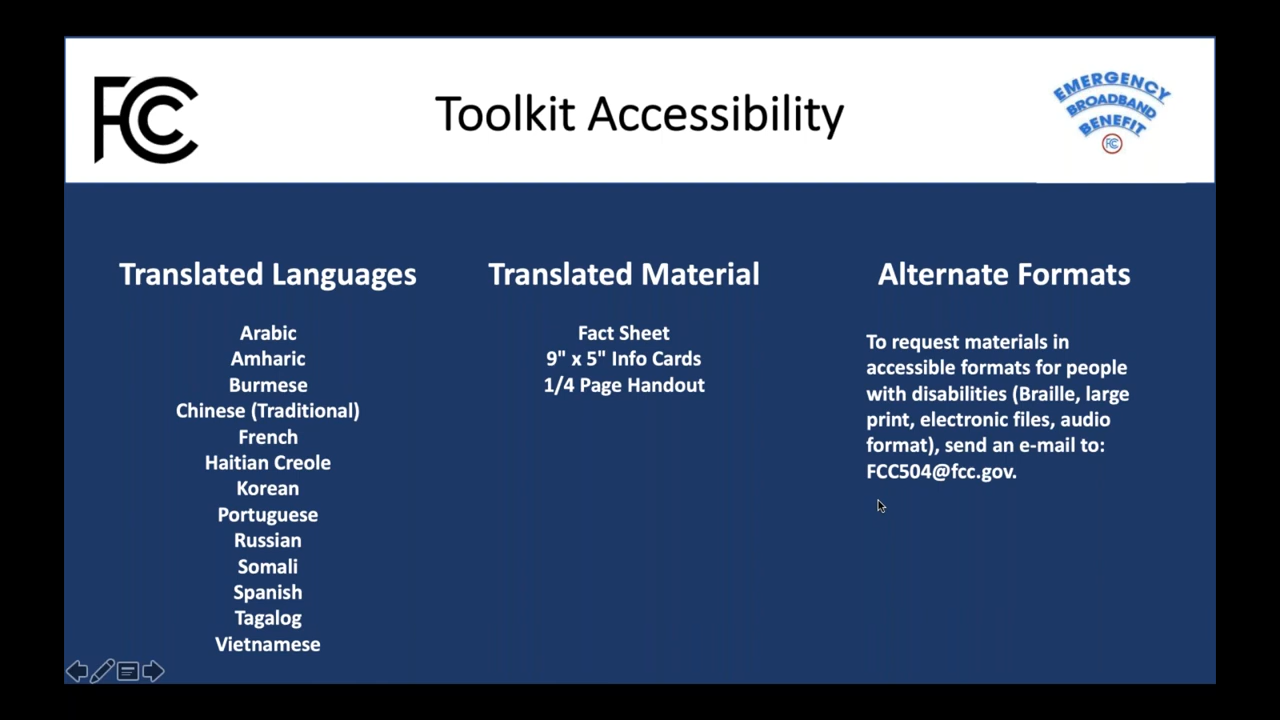 FCC
Toolkit Accessibility
EMERGENCY
BROADBAND
BENEFIT
FCC
Translated Languages
Arabic
Amharic
Burmese
Chinese (Traditional)
French
Haitian Creole
Korean
Portuguese
Russian
Somali
Spanish
Tagalog
Vietnamese
Translated Material
Fact Sheet
9" x 5" Info Cards
1/4 Page Handout
Alternate Formats
To request materials in
accessible formats for people
with disabilities (Braille, large
print, electronic files, audio
format), send an e-mail to:
FCC504@fcc.gov.